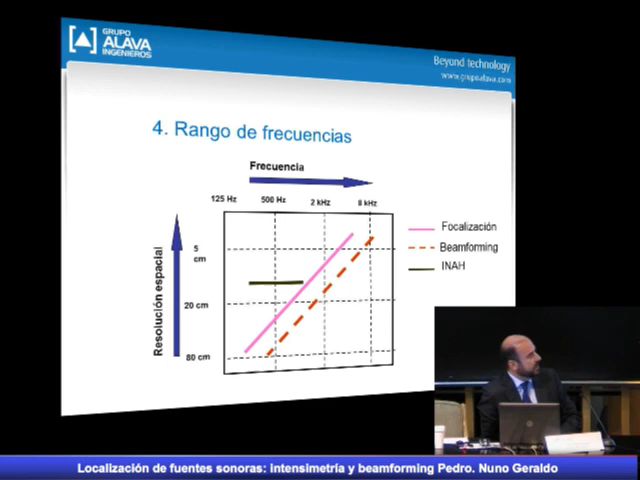 GRUPO
ALAVA
INGENIEROS
Beyond technology
www.grupoalava.com
4. Rango de frecuencias
Frecuencia
125 Hz 500 Hz 2 kHz 8 kHz
Resolución espacial
5
cm
20 cm
80 cm
Focalización
Beamforming
INAH
Localización de fuentes sonoras: intensimetría y beamforming Pedro. Nuno Geraldo